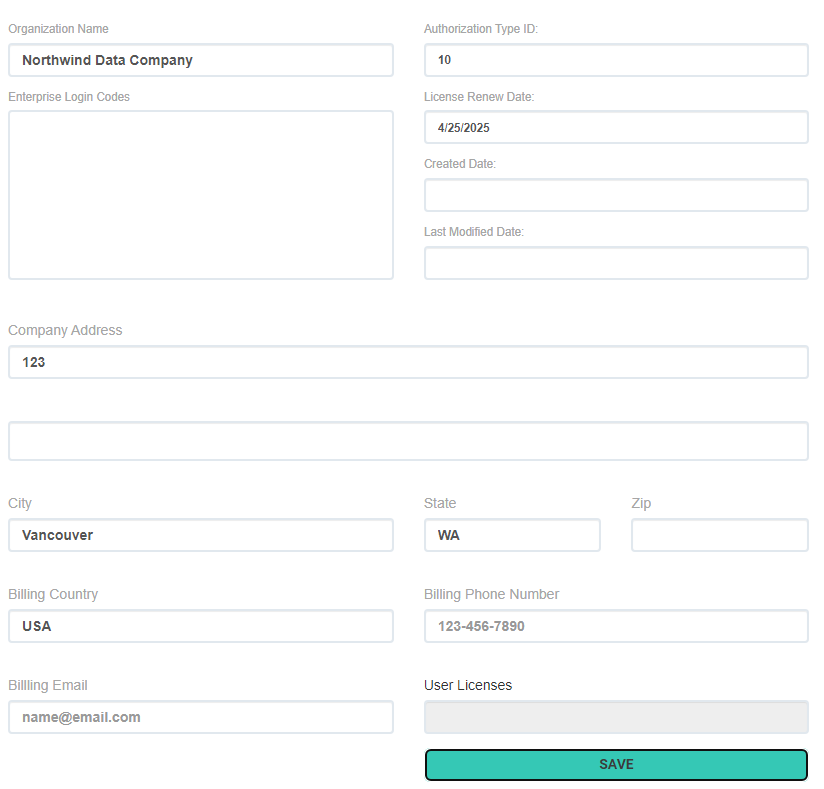 Organization Name
Northwind Data Company
Enterprise Login Codes
Authorization Type ID:
10
License Renew Date:
4/25/2025
Created Date:
Last Modified Date:
Company Address
123
City
Vancouver
State
WA
Zip
Billing Country
USA
Billing Phone Number
123-456-7890
Billling Email
name@email.com
User Licenses
SAVE